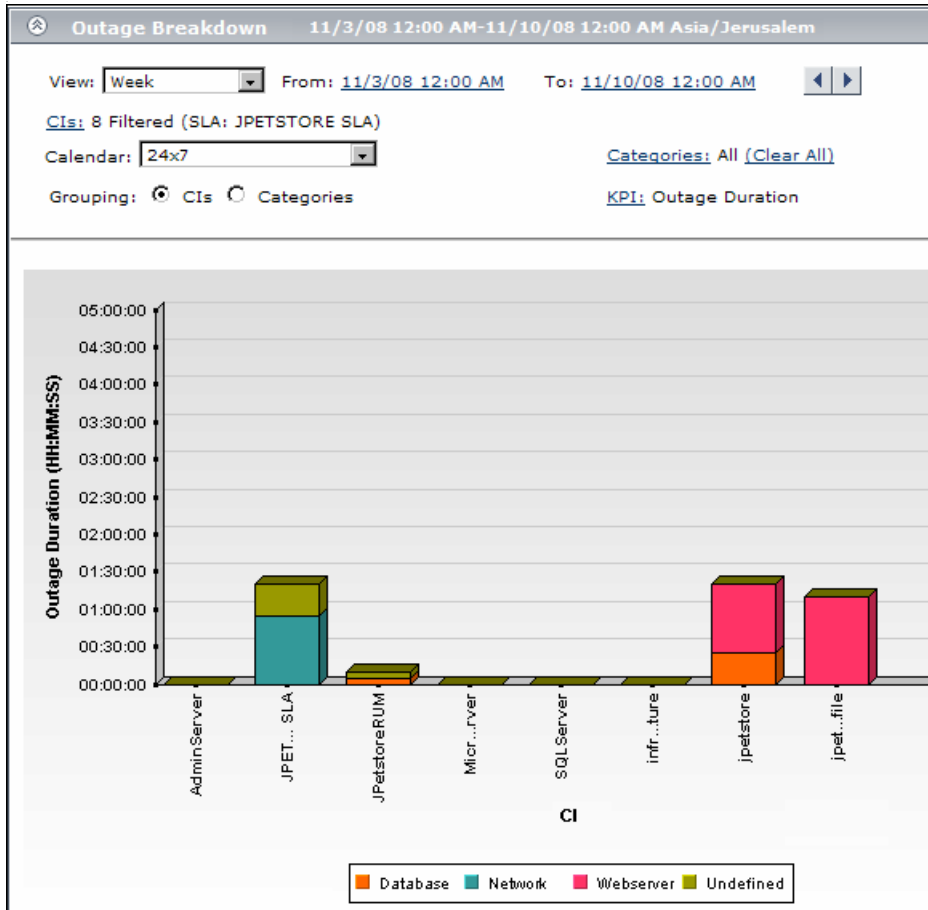 Outage Breakdown 11/3/08 12:00 AM-11/10/08 12:00 AM Asia/Jerusalem
View: Week From: 11/3/08 12:00 AM To: 11/10/08 12:00 AM
CIs: 8 Filtered (SLA: JPETSTORE SLA)
Calendar: 24x7 Categories: All (Clear All)
Grouping: CIs Categories KPI: Outage Duration
Outage Duration (HH:MM:SS)
05:00:00
04:30:00
04:00:00
03:30:00
03:00:00
02:30:00
02:00:00
01:30:00
01:00:00
00:30:00
00:00:00
AdminServer
JPET... SLA
JPetstoreRUM
Micr...rver
SQLServer
infr...ture
jpetstore
jpet...file
CI
Database Network Webserver Undefined